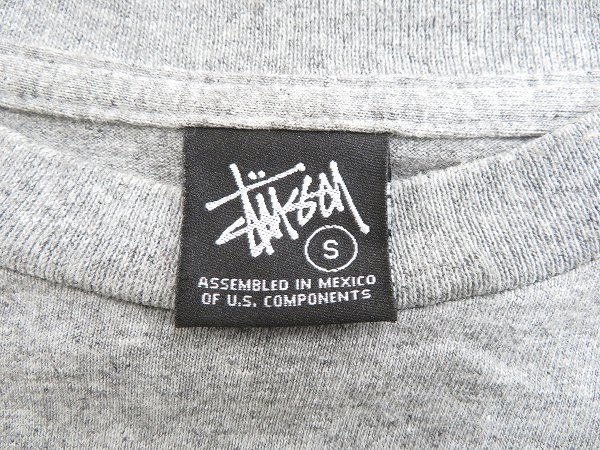 Stüssy
S
ASSEMBLED IN MEXICO
OF U.S. COMPONENTS